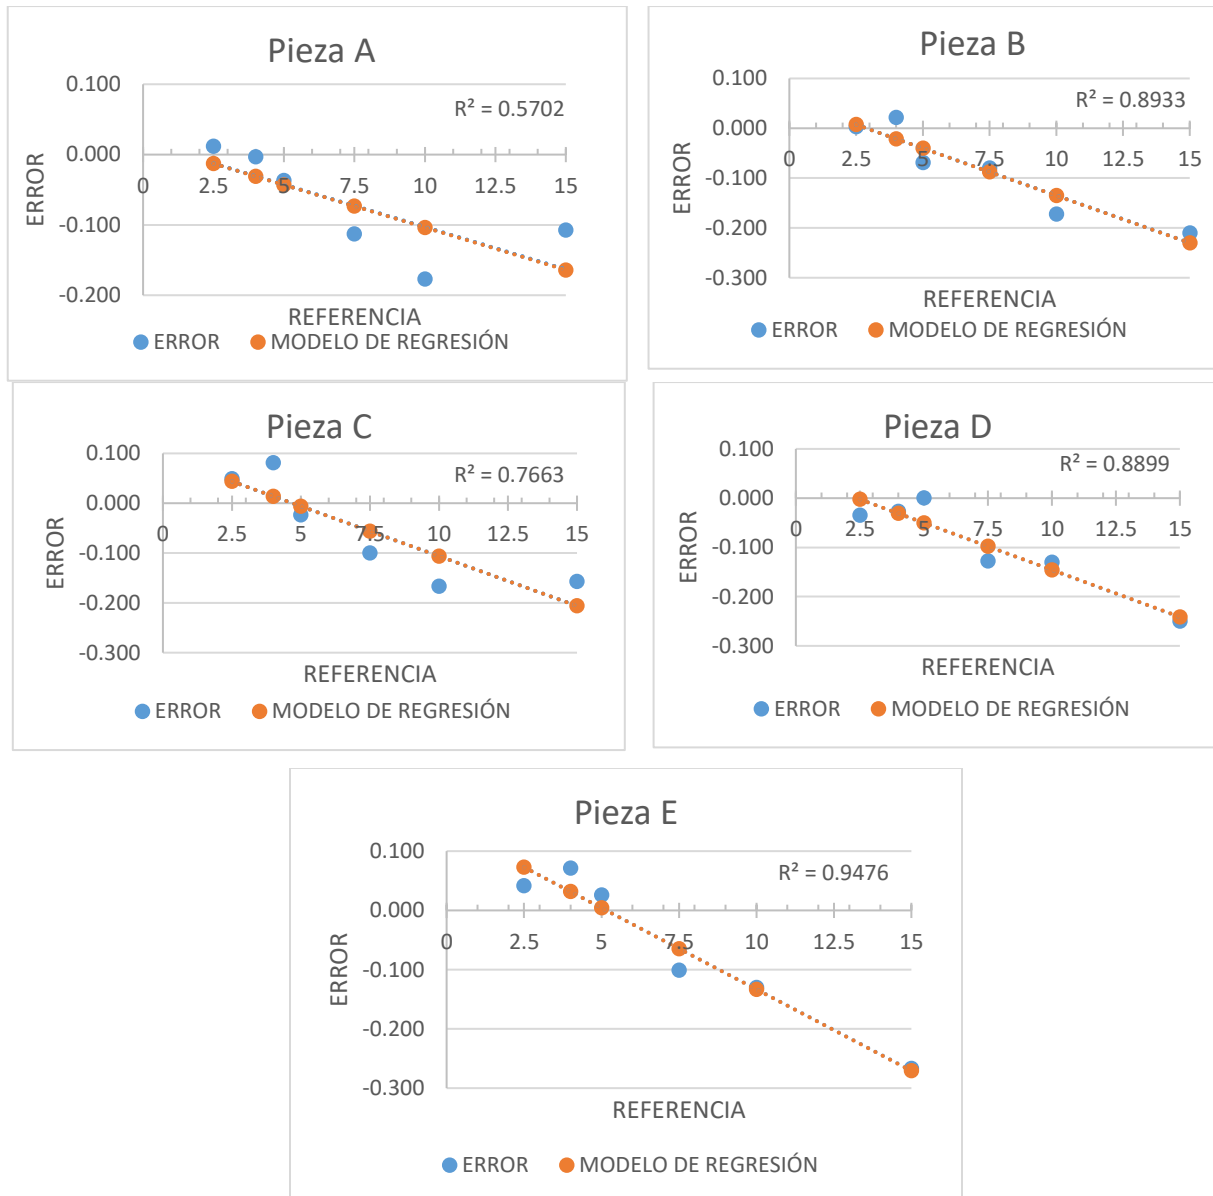 Pieza A
0.100
R² = 0.5702
0.000
0 2.5 5 7.5 10 12.5 15
-0.100
-0.200
ERROR
REFERENCIA
ERROR MODELO DE REGRESIÓN
Pieza B
0.100
R² = 0.8933
0.000
0 2.5 5 7.5 10 12.5 15
-0.100
-0.200
-0.300
ERROR
REFERENCIA
ERROR MODELO DE REGRESIÓN
Pieza C
0.100
R² = 0.7663
0.000
0 2.5 5 7.5 10 12.5 15
-0.100
-0.200
-0.300
ERROR
REFERENCIA
ERROR MODELO DE REGRESIÓN
Pieza D
0.100
R² = 0.8899
0.000
0 2.5 5 7.5 10 12.5 15
-0.100
-0.200
-0.300
ERROR
REFERENCIA
ERROR MODELO DE REGRESIÓN
Pieza E
0.100
R² = 0.9476
0.000
0 2.5 5 7.5 10 12.5 15
-0.100
-0.200
-0.300
ERROR
REFERENCIA
ERROR MODELO DE REGRESIÓN